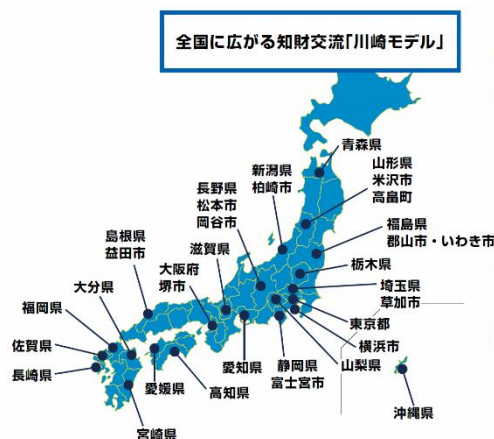 全国に広がる知財交流「川崎モデル」
青森県
山形県
米沢市
高畠町
新潟県
柏崎市
長野県
松本市
岡谷市
福島県
郡山市・いわき市
島根県
益田市
滋賀県
栃木県
大阪府
堺市
埼玉県
草加市
大分県
福岡県
東京都
横浜市
佐賀県
愛知県
静岡県
富士宮市
山梨県
長崎県
愛媛県
高知県
沖縄県
宮崎県